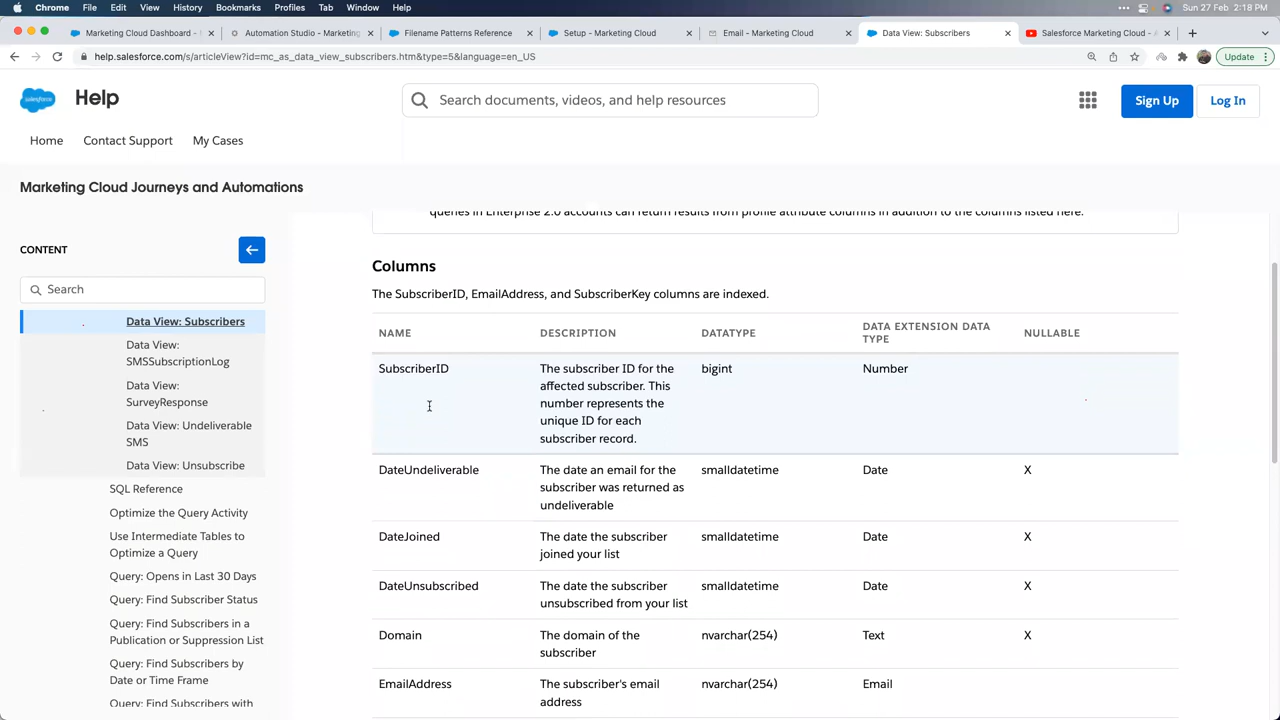 Chrome File Edit View History Bookmarks Profiles Tab Window Help Sun 27 Feb 2:18 PM
Marketing Cloud Dashboard - Automation Studio - Marketing Filename Patterns Reference Setup - Marketing Cloud Email - Marketing Cloud Data View: Subscribers Salesforce Marketing Cloud - A
help.salesforce.com/s/articleView?id=mc_as_data_view_subscribers.htm&type=5&language=en_US Update
salesforce Help Search documents, videos, and help resources Sign Up Log In
Home Contact Support My Cases
Marketing Cloud Journeys and Automations
queries in Enterprise 2.0 accounts can return results from profile attribute columns in addition to the columns listed here.
CONTENT
Search
Data View: Subscribers
Data View:
SMSSubscriptionLog
Data View:
SurveyResponse
Data View: Undeliverable
SMS
Data View: Unsubscribe
SQL Reference
Optimize the Query Activity
Use Intermediate Tables to
Optimize a Query
Query: Opens in Last 30 Days
Query: Find Subscriber Status
Query: Find Subscribers in a
Publication or Suppression List
Query: Find Subscribers by
Date or Time Frame
Query: Find Subscribers with
Columns
The SubscriberID, EmailAddress, and SubscriberKey columns are indexed.
NAME DESCRIPTION DATATYPE DATA EXTENSION DATA NULLABLE
TYPE
SubscriberID The subscriber ID for the bigint Number
affected subscriber. This
number represents the
unique ID for each
subscriber record.
DateUndeliverable The date an email for the smalldatetime Date X
subscriber was returned as
undeliverable
DateJoined The date the subscriber smalldatetime Date X
joined your list
DateUnsubscribed The date the subscriber smalldatetime Date X
unsubscribed from your list
Domain The domain of the nvarchar(254) Text X
subscriber
EmailAddress The subscriber's email nvarchar(254) Email
address